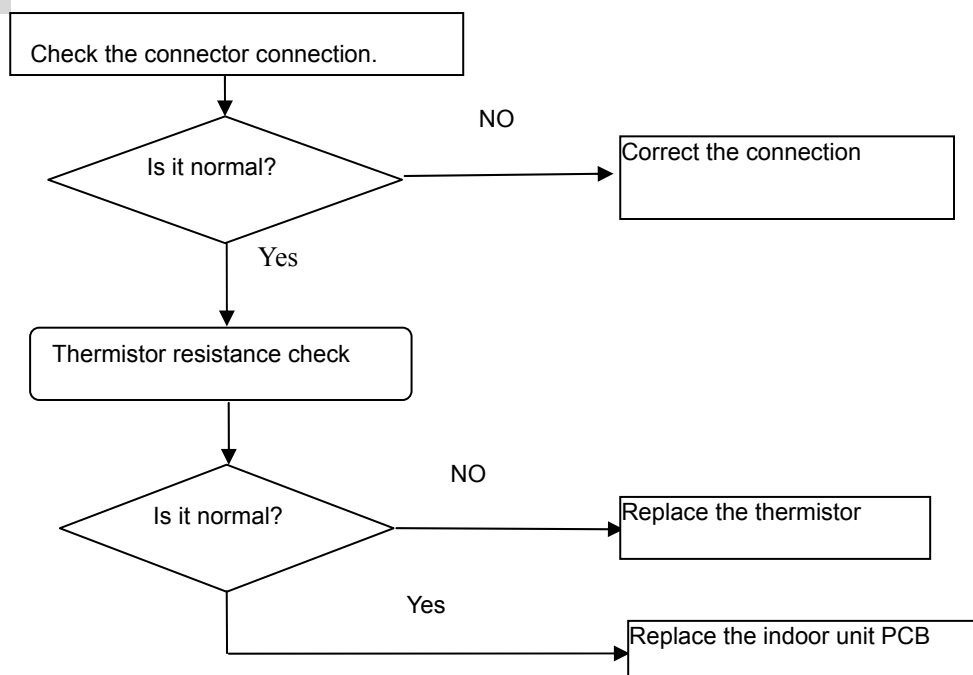 Check the connector connection.
NO
Is it normal?
Correct the connection
Yes
Thermistor resistance check
NO
Is it normal?
Replace the thermistor
Yes
Replace the indoor unit PCB